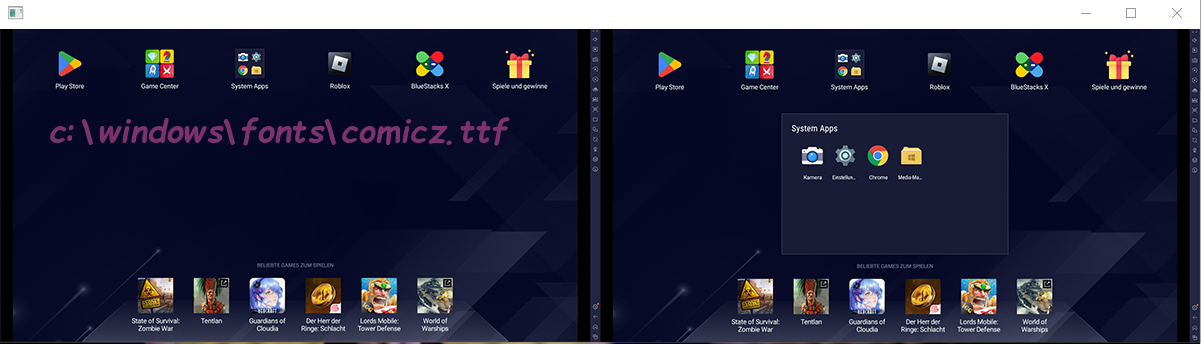 Play Store
Game Center
System Apps
Roblox
BlueStacks X
Spiele und gewinne
c:\windows\fonts\comicz.ttf
BELIEBTE GAMES ZUM SPIELEN
State of Survival:
Zombie War
Tentlan
Guardians of
Cloudia
Der Herr der
Ringe: Schlacht
Lords Mobile:
Tower Defense
World of
Warships
Play Store
Game Center
System Apps
Roblox
BlueStacks X
Spiele und gewinne
System Apps
Kamera
Einstellun...
Chrome
Media-Ma...
BELIEBTE GAMES ZUM SPIELEN
State of Survival:
Zombie War
Tentlan
Guardians of
Cloudia
Der Herr der
Ringe: Schlacht
Lords Mobile:
Tower Defense
World of
Warships